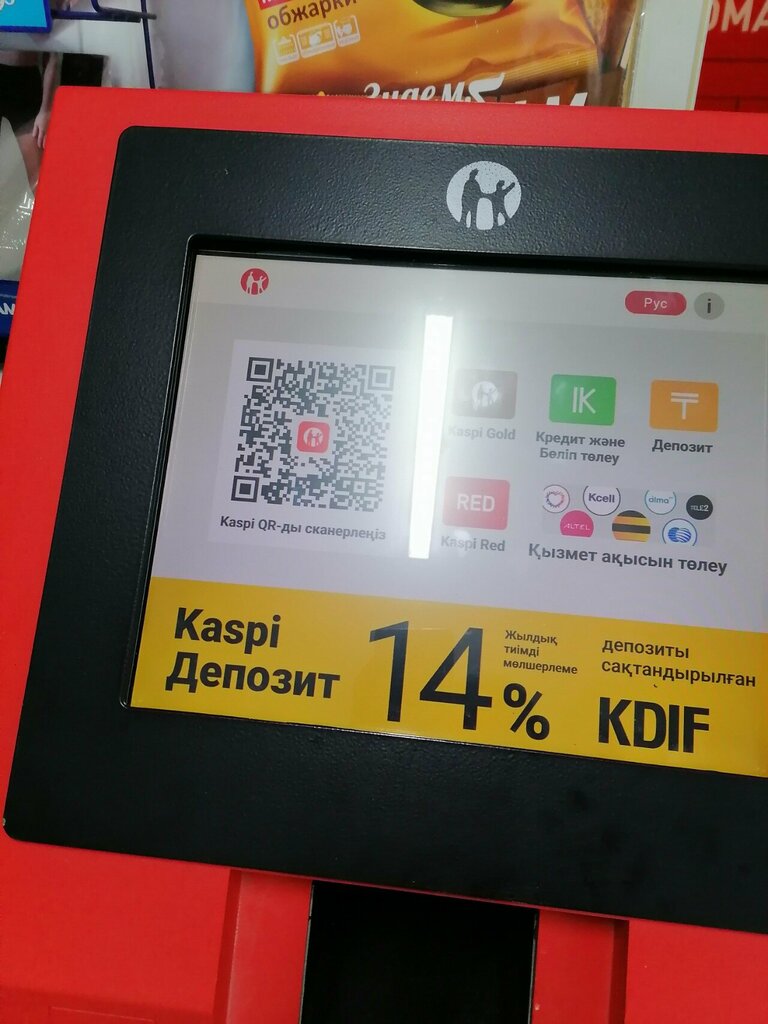 обжарки
Рус
i
Kaspi Gold
Кредит және
Бөліп төлеу
Депозит
RED
Kaspi Red
Kcell
altel
TELE2
Қызмет ақысын төлеу
Kaspi QR-ды сканерлеңіз
Kaspi
Депозит
14%
Жылдық
тиімді
мөлшерлеме
депозиты
сақтандырылған
KDIF